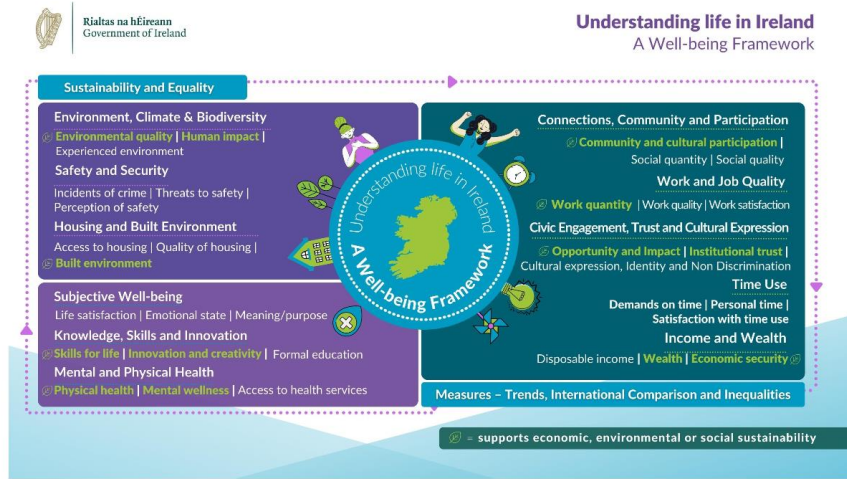 Rialtas na hÉireann
Government of Ireland
Understanding life in Ireland
A Well-being Framework
Sustainability and Equality
Environment, Climate & Biodiversity
Environmental quality | Human impact |
Experienced environment
Safety and Security
Incidents of crime | Threats to safety |
Perception of safety
Housing and Built Environment
Access to housing | Quality of housing |
Built environment
Subjective Well-being
Life satisfaction | Emotional state | Meaning/purpose
Knowledge, Skills and Innovation
Skills for life | Innovation and creativity | Formal education
Mental and Physical Health
Physical health | Mental wellness | Access to health services
Understanding life in Ireland
A Well-being Framework
Connections, Community and Participation
Community and cultural participation |
Social quantity | Social quality
Work and Job Quality
Work quantity | Work quality | Work satisfaction
Civic Engagement, Trust and Cultural Expression
Opportunity and Impact | Institutional trust |
Cultural expression, Identity and Non Discrimination
Time Use
Demands on time | Personal time |
Satisfaction with time use
Income and Wealth
Disposable income | Wealth | Economic security
Measures – Trends, International Comparison and Inequalities
= supports economic, environmental or social sustainability